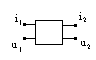 i₁ i₂
u₁ u₂